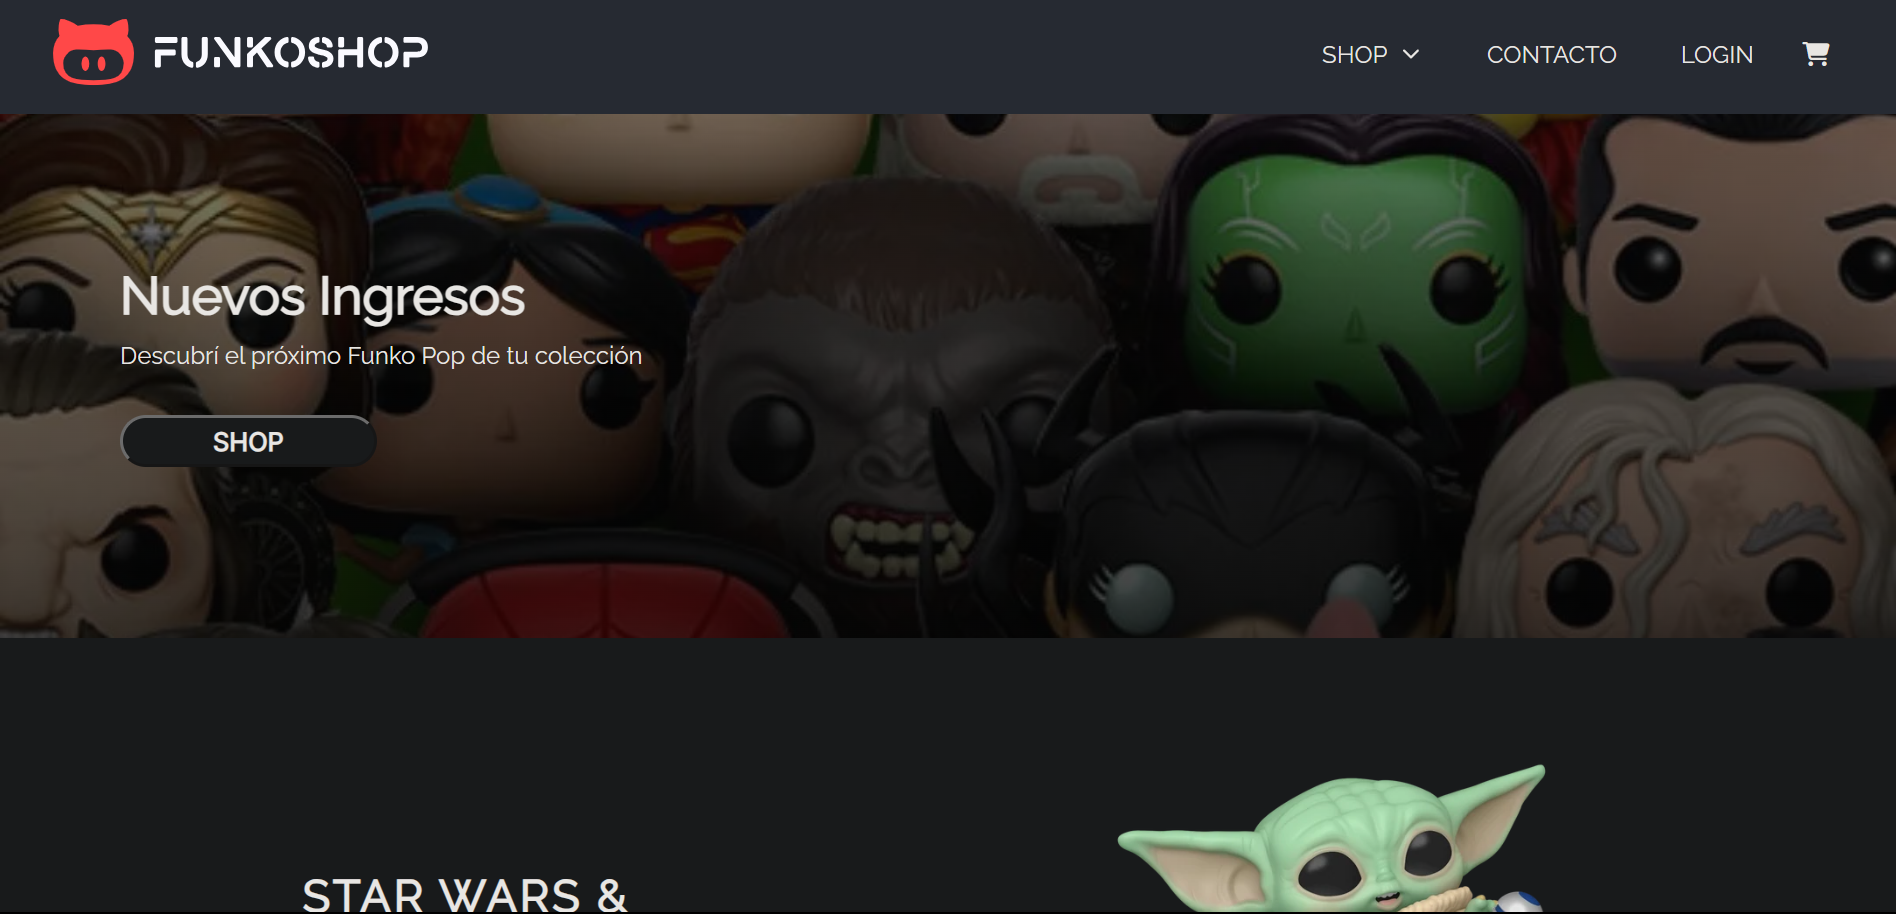 FUNKOSHOP
SHOP
CONTACTO
LOGIN
Nuevos Ingresos
Descubrí el próximo Funko Pop de tu colección
SHOP
STAR WARS &